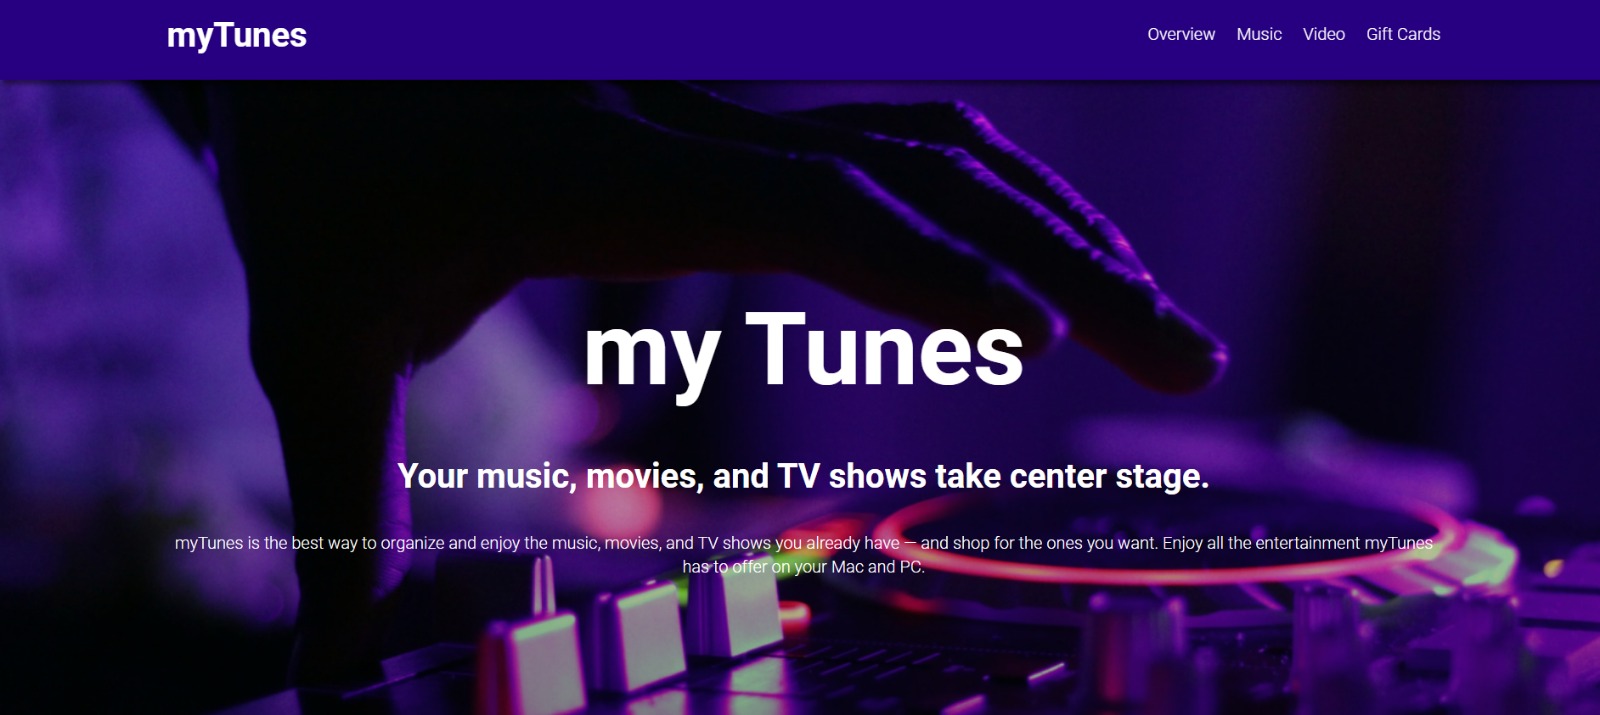 myTunes
Overview Music Video Gift Cards
my Tunes
Your music, movies, and TV shows take center stage.
myTunes is the best way to organize and enjoy the music, movies, and TV shows you already have — and shop for the ones you want. Enjoy all the entertainment myTunes
has to offer on your Mac and PC.